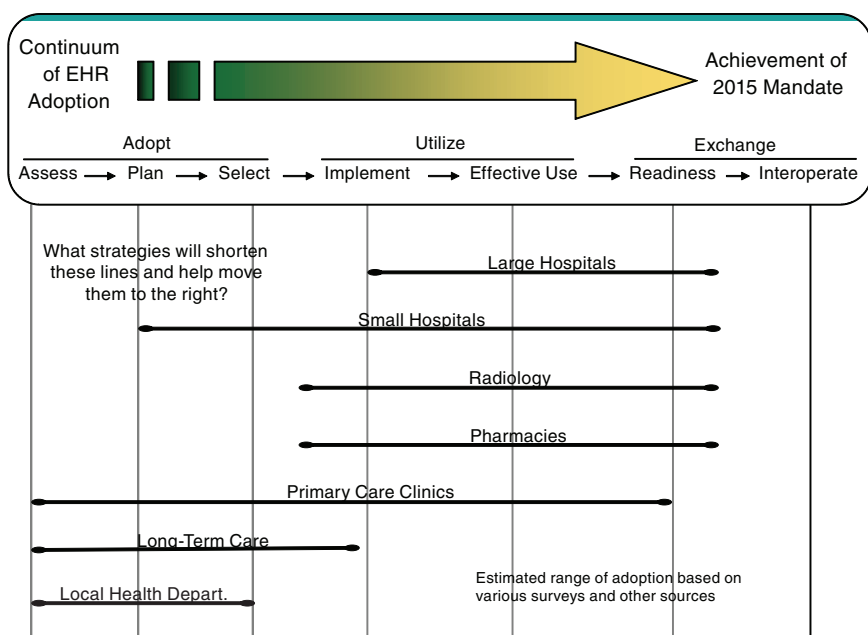 Continuum
of EHR
Adoption
Achievement of
2015 Mandate
Adopt
Utilize
Exchange
Assess → Plan → Select → Implement → Effective Use → Readiness → Interoperate
What strategies will shorten
these lines and help move
them to the right?
Large Hospitals
Small Hospitals
Radiology
Pharmacies
Primary Care Clinics
Long-Term Care
Local Health Depart.
Estimated range of adoption based on
various surveys and other sources